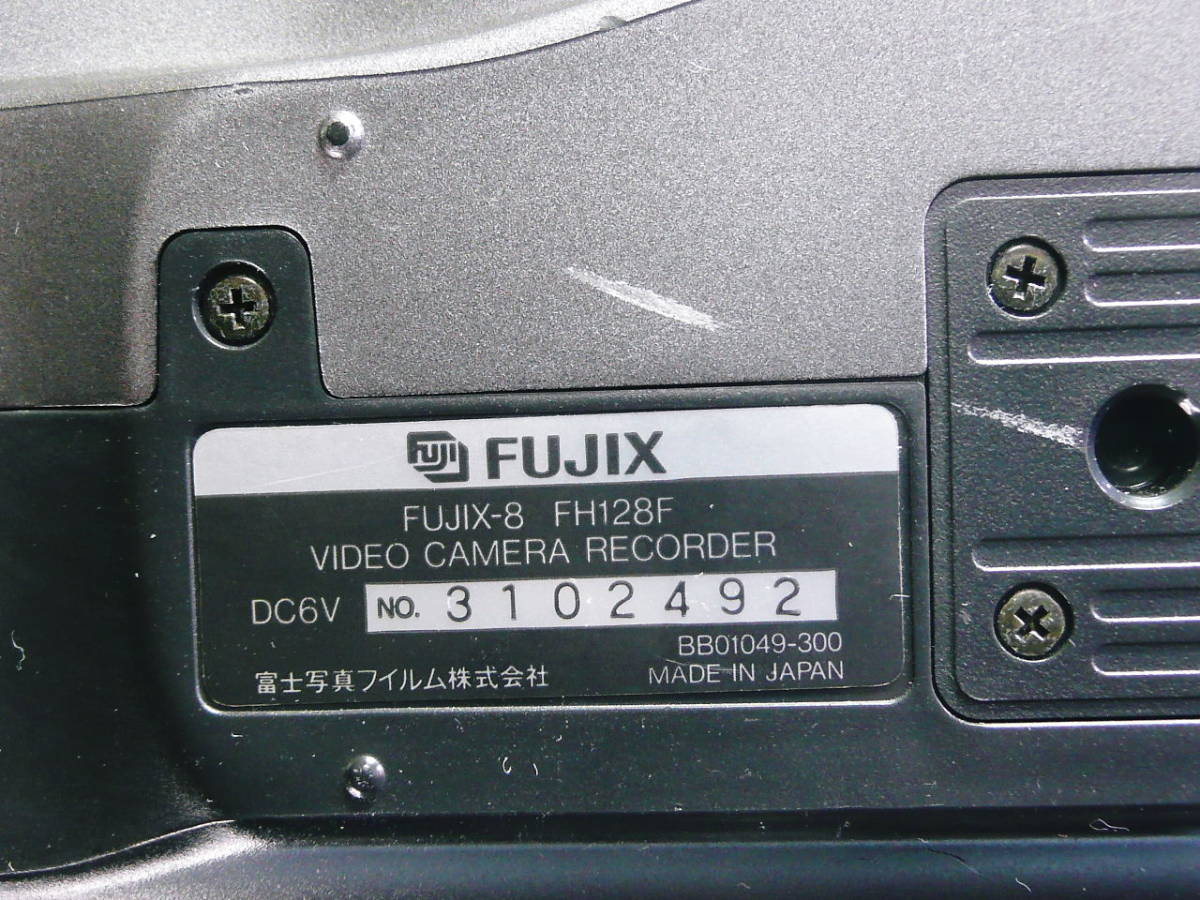 FUJI FUJIX
FUJIX-8 FH128F
VIDEO CAMERA RECORDER
DC6V NO. 3102492
BB01049-300
富士写真フイルム株式会社 MADE IN JAPAN